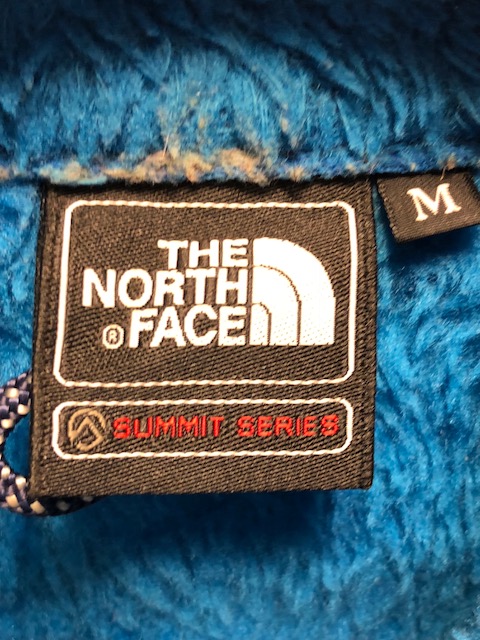 THE
NORTH
® FACE
M
SUMMIT SERIES